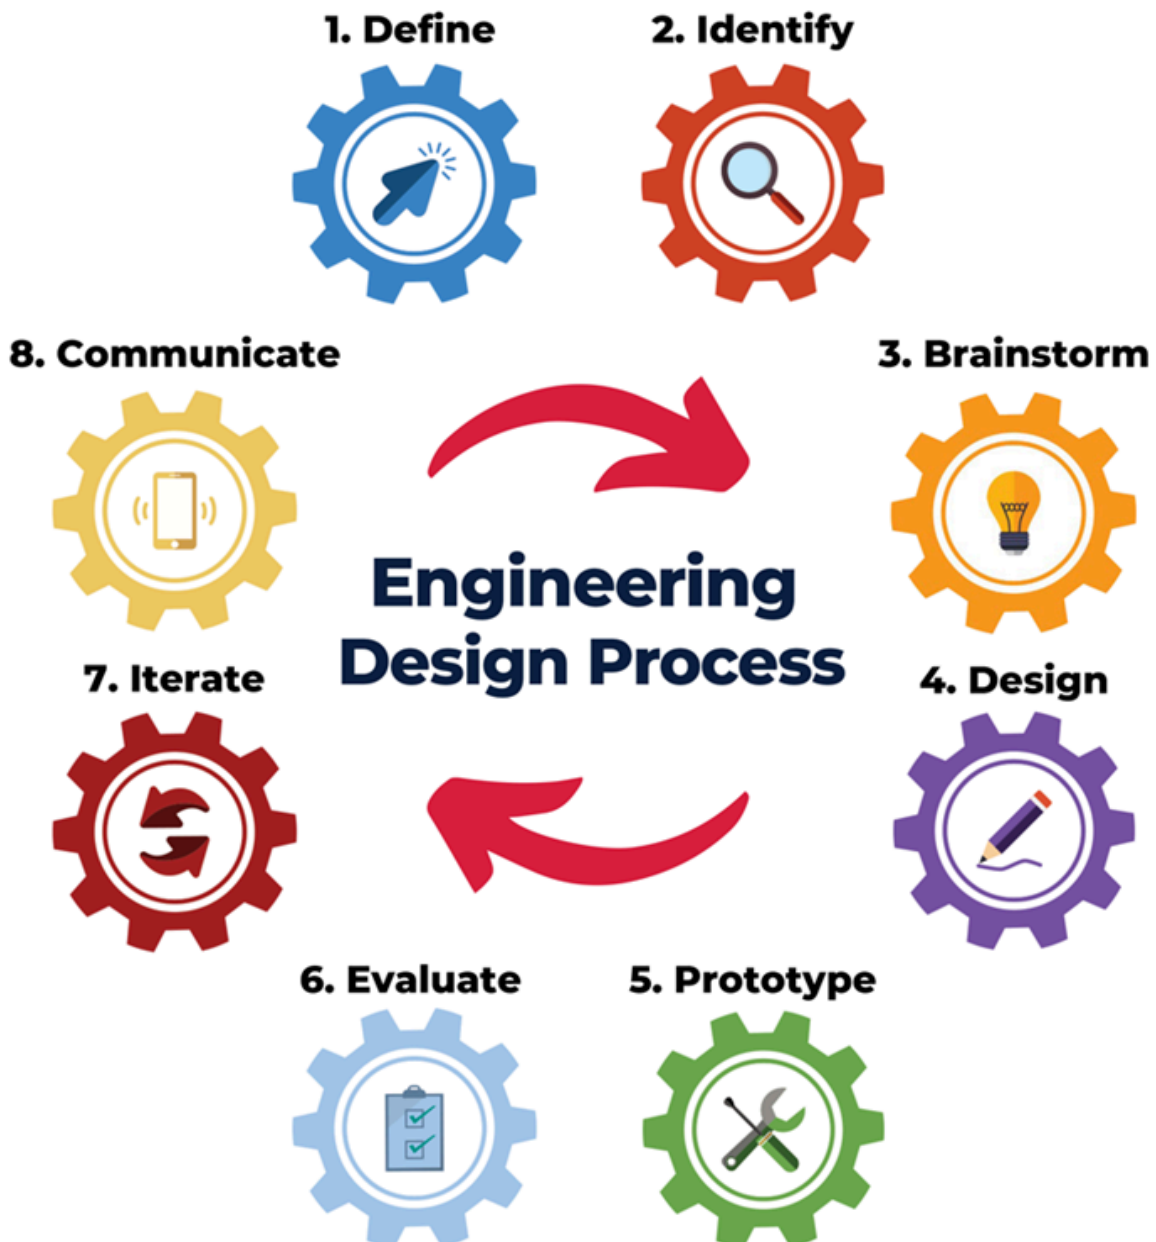 1. Define
2. Identify
8. Communicate
3. Brainstorm
Engineering
Design Process
7. Iterate
4. Design
6. Evaluate
5. Prototype